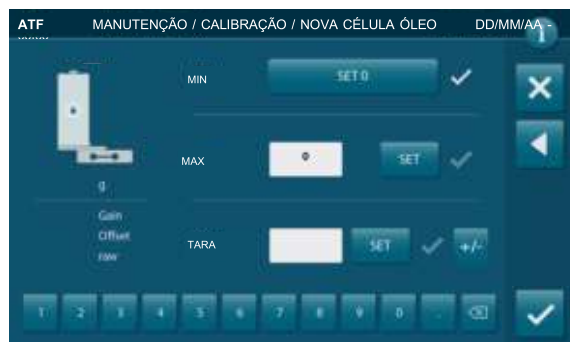 ATF MANUTENÇÃO / CALIBRAÇÃO / NOVA CÉLULA ÓLEO DD/MM/AA -
i
MIN SET 0
MAX 0 SET
g
Gain
Offset
raw
TARA SET +/-
1 2 3 4 5 6 7 8 9 0 .